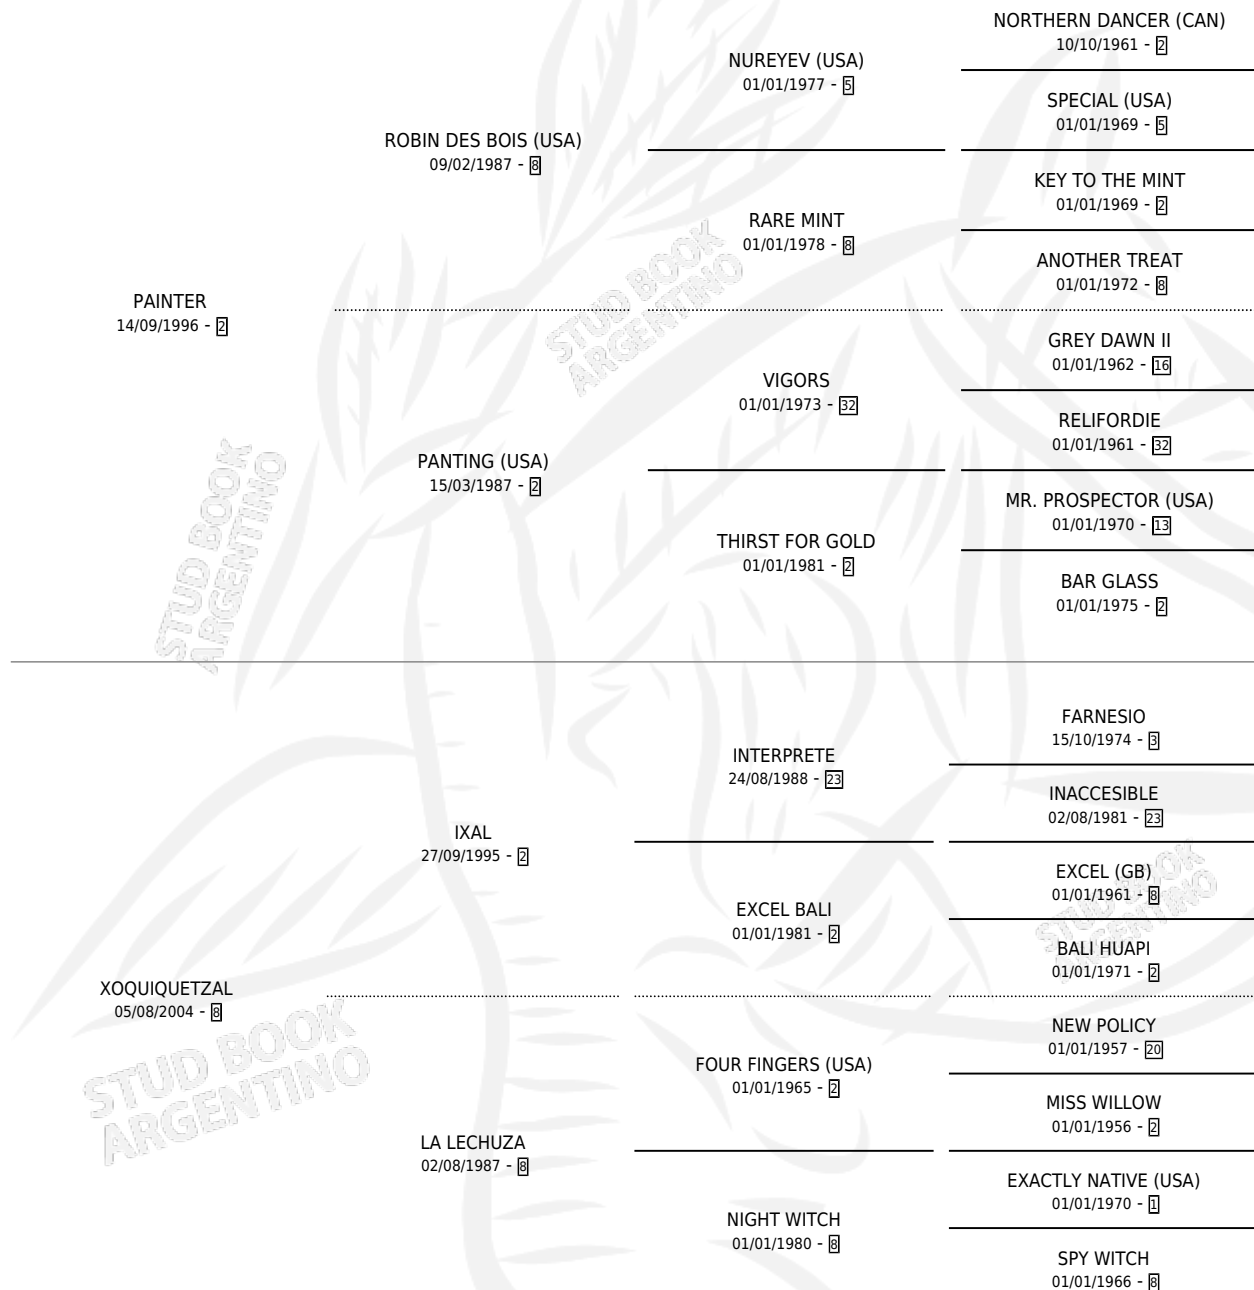 NORTHERN DANCER (CAN)
10/10/1961 - 2
NUREYEV (USA)
01/01/1977 - 5
SPECIAL (USA)
01/01/1969 - 5
ROBIN DES BOIS (USA)
09/02/1987 - 8
KEY TO THE MINT
01/01/1969 - 2
RARE MINT
01/01/1978 - 8
ANOTHER TREAT
01/01/1972 - 8
PAINTER
14/09/1996 - 2
GREY DAWN II
01/01/1962 - 16
VIGORS
01/01/1973 - 32
RELIFORDIE
01/01/1961 - 32
PANTING (USA)
15/03/1987 - 2
MR. PROSPECTOR (USA)
01/01/1970 - 13
THIRST FOR GOLD
01/01/1981 - 2
BAR GLASS
01/01/1975 - 2
FARNESIO
15/10/1974 - 3
INTERPRETE
24/08/1988 - 23
INACCESIBLE
02/08/1981 - 23
IXAL
27/09/1995 - 2
EXCEL (GB)
01/01/1961 - 8
EXCEL BALI
01/01/1981 - 2
BALI HUAPI
01/01/1971 - 2
XOQUIQUETZAL
05/08/2004 - 8
NEW POLICY
01/01/1957 - 20
FOUR FINGERS (USA)
01/01/1965 - 2
MISS WILLOW
01/01/1956 - 2
LA LECHUZA
02/08/1987 - 8
EXACTLY NATIVE (USA)
01/01/1970 - 1
NIGHT WITCH
01/01/1980 - 8
SPY WITCH
01/01/1966 - 8
STUD BOOK
ARGENTINO
STUD BOOK
ARGENTINO
STUD BOOK
ARGENTINO
STUD BOOK
ARGENTINO